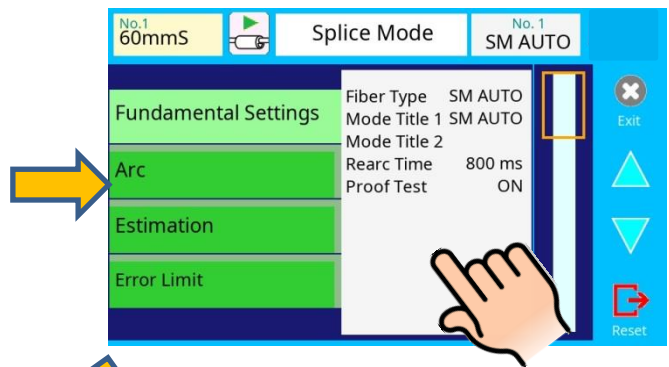 No.1
60mmS
Splice Mode
No. 1
SM AUTO
Fundamental Settings
Arc
Estimation
Error Limit
Fiber Type SM AUTO
Mode Title 1 SM AUTO
Mode Title 2
Rearc Time 800 ms
Proof Test ON
Exit
Reset